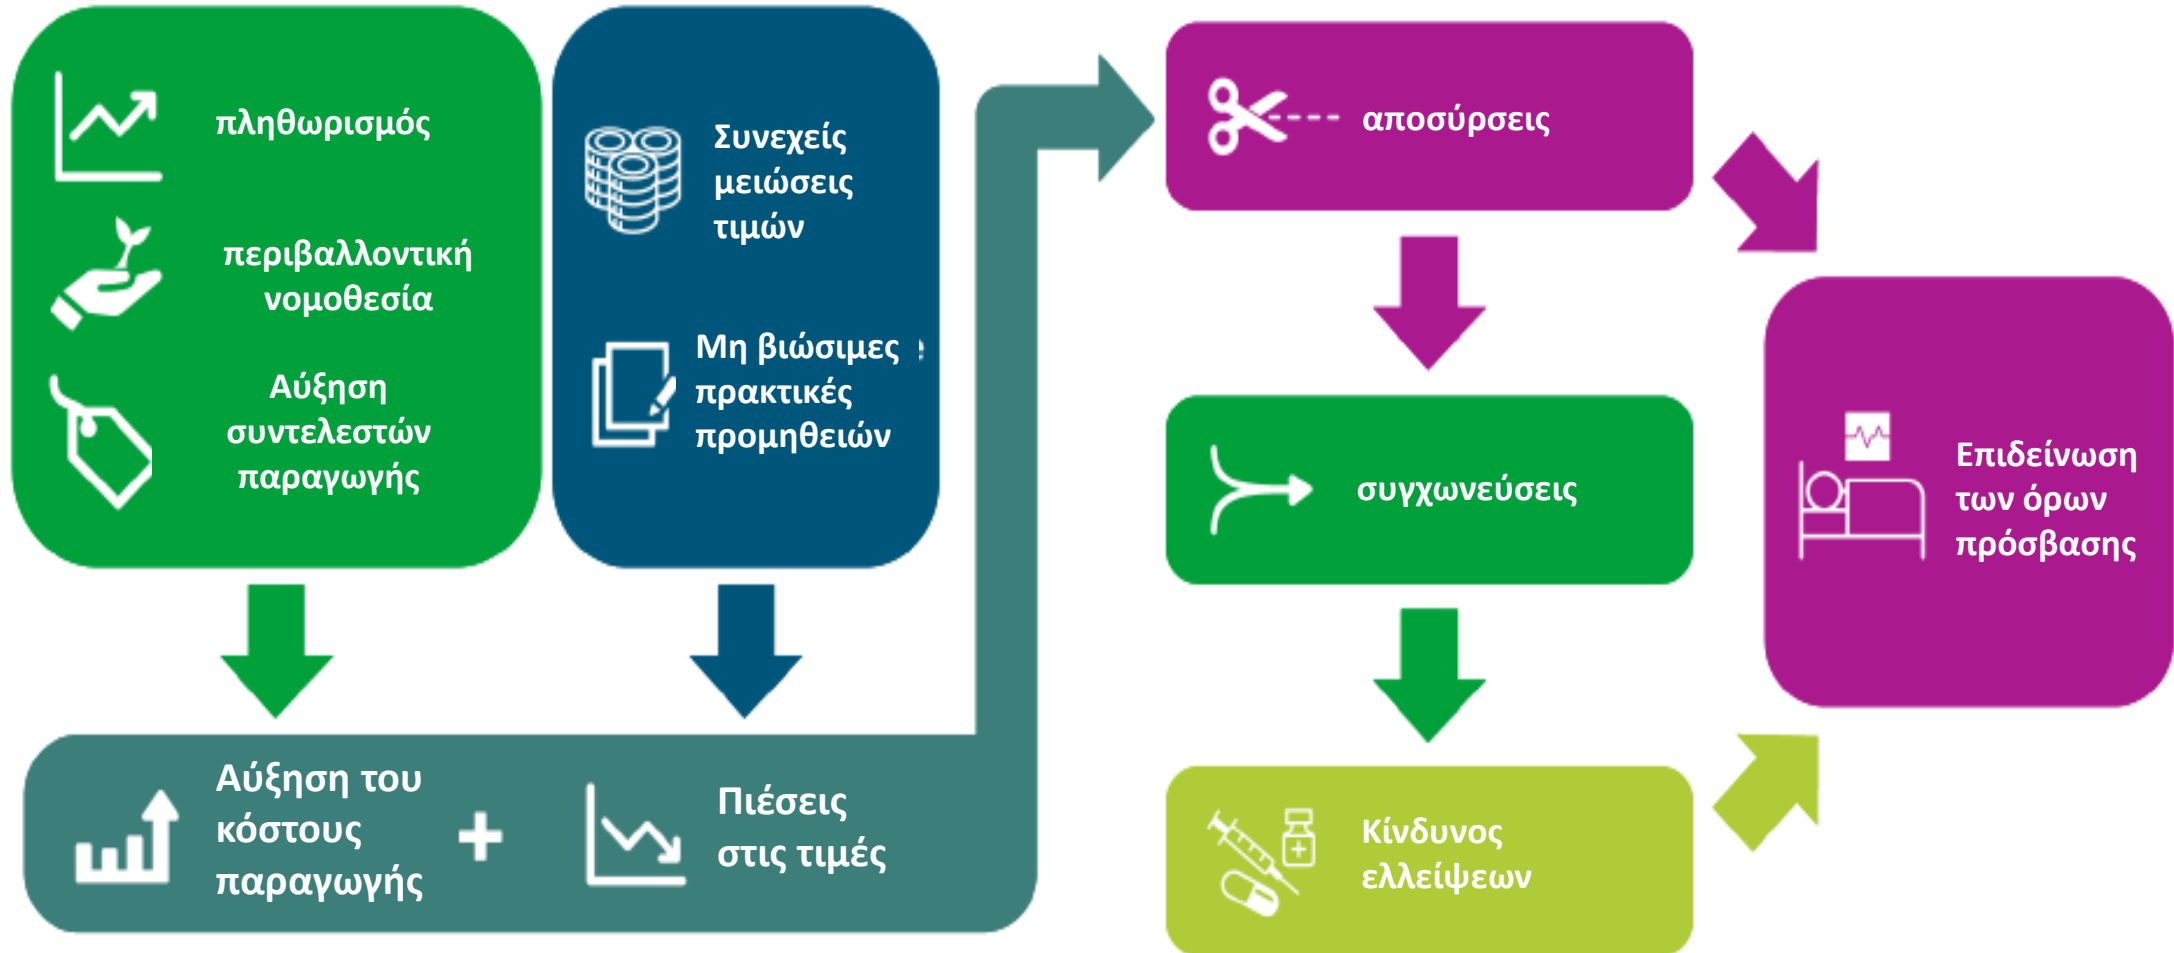 πληθωρισμός
περιβαλλοντική
νομοθεσία
Αύξηση
συντελεστών
παραγωγής
Συνεχείς
μειώσεις
τιμών
Μη βιώσιμες
πρακτικές
προμηθειών
Αύξηση του
κόστους
παραγωγής
+
Πιέσεις
στις τιμές
αποσύρσεις
συγχωνεύσεις
Κίνδυνος
ελλείψεων
Επιδείνωση
των όρων
πρόσβασης